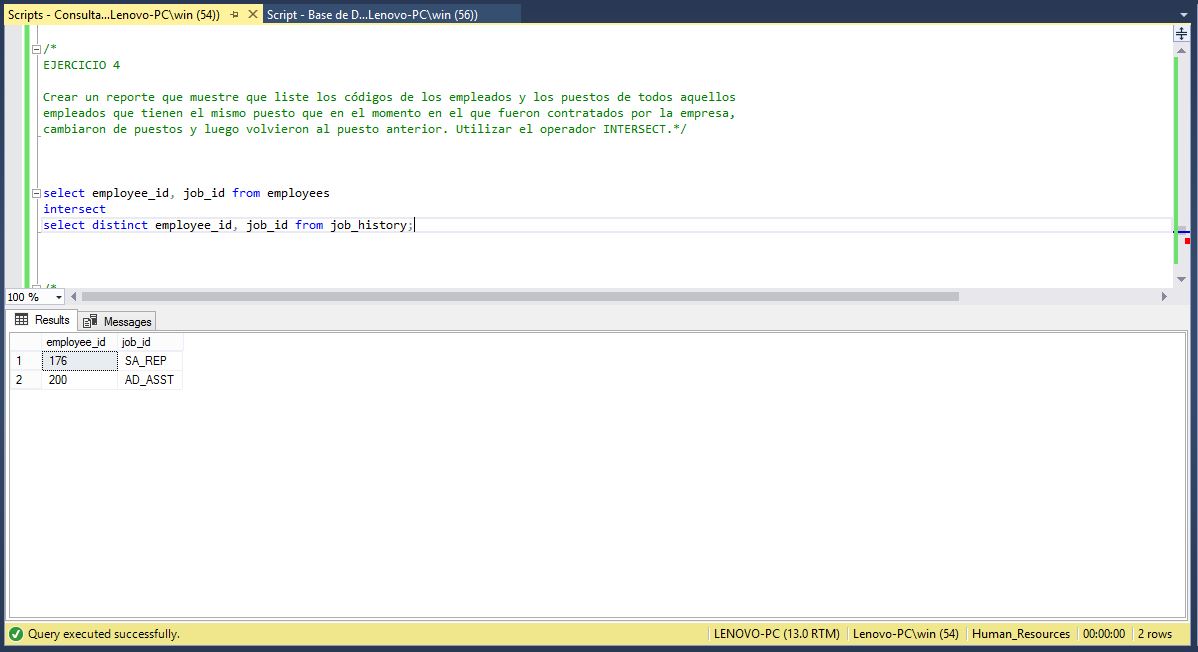 Scripts - Consulta...Lenovo-PC\win (54))
Script - Base de D...Lenovo-PC\win (56))
/*
EJERCICIO 4
Crear un reporte que muestre que liste los códigos de los empleados y los puestos de todos aquellos
empleados que tienen el mismo puesto que en el momento en el que fueron contratados por la empresa,
cambiaron de puestos y luego volvieron al puesto anterior. Utilizar el operador INTERSECT.*/
select employee_id, job_id from employees
intersect
select distinct employee_id, job_id from job_history;
/*
100 %
Results Messages
employee_id job_id
1 176 SA_REP
2 200 AD_ASST
Query executed successfully. LENOVO-PC (13.0 RTM) Lenovo-PC\win (54) Human_Resources 00:00:00 2 rows